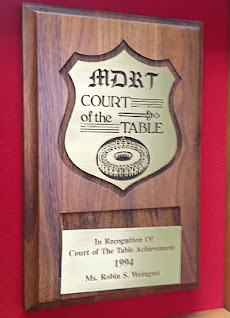 MDRT
COURT
of the
TABLE
In Recognition Of
Court of The Table Achievement
1994
Ms. Robin S. Weingast